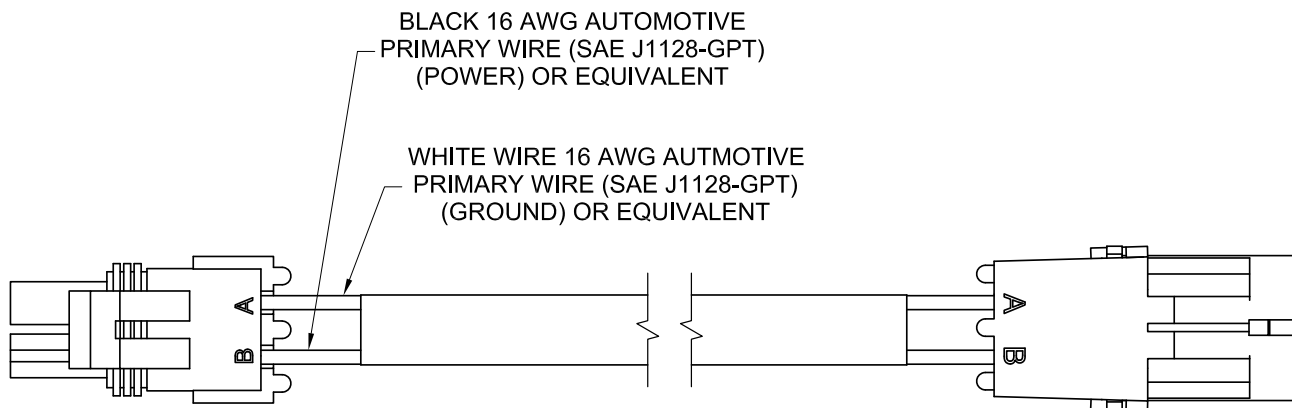 BLACK 16 AWG AUTOMOTIVE
PRIMARY WIRE (SAE J1128-GPT)
(POWER) OR EQUIVALENT
WHITE WIRE 16 AWG AUTMOTIVE
PRIMARY WIRE (SAE J1128-GPT)
(GROUND) OR EQUIVALENT
A
A
B
B